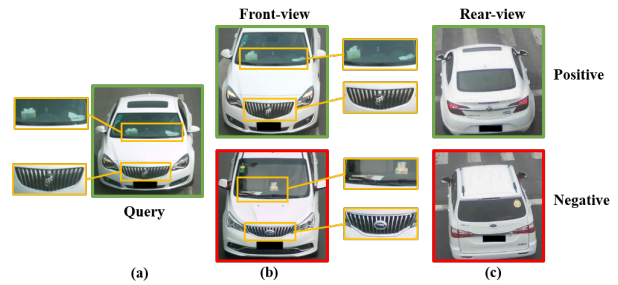 Front-view
Rear-view
Positive
Query
Negative
(a)
(b)
(c)